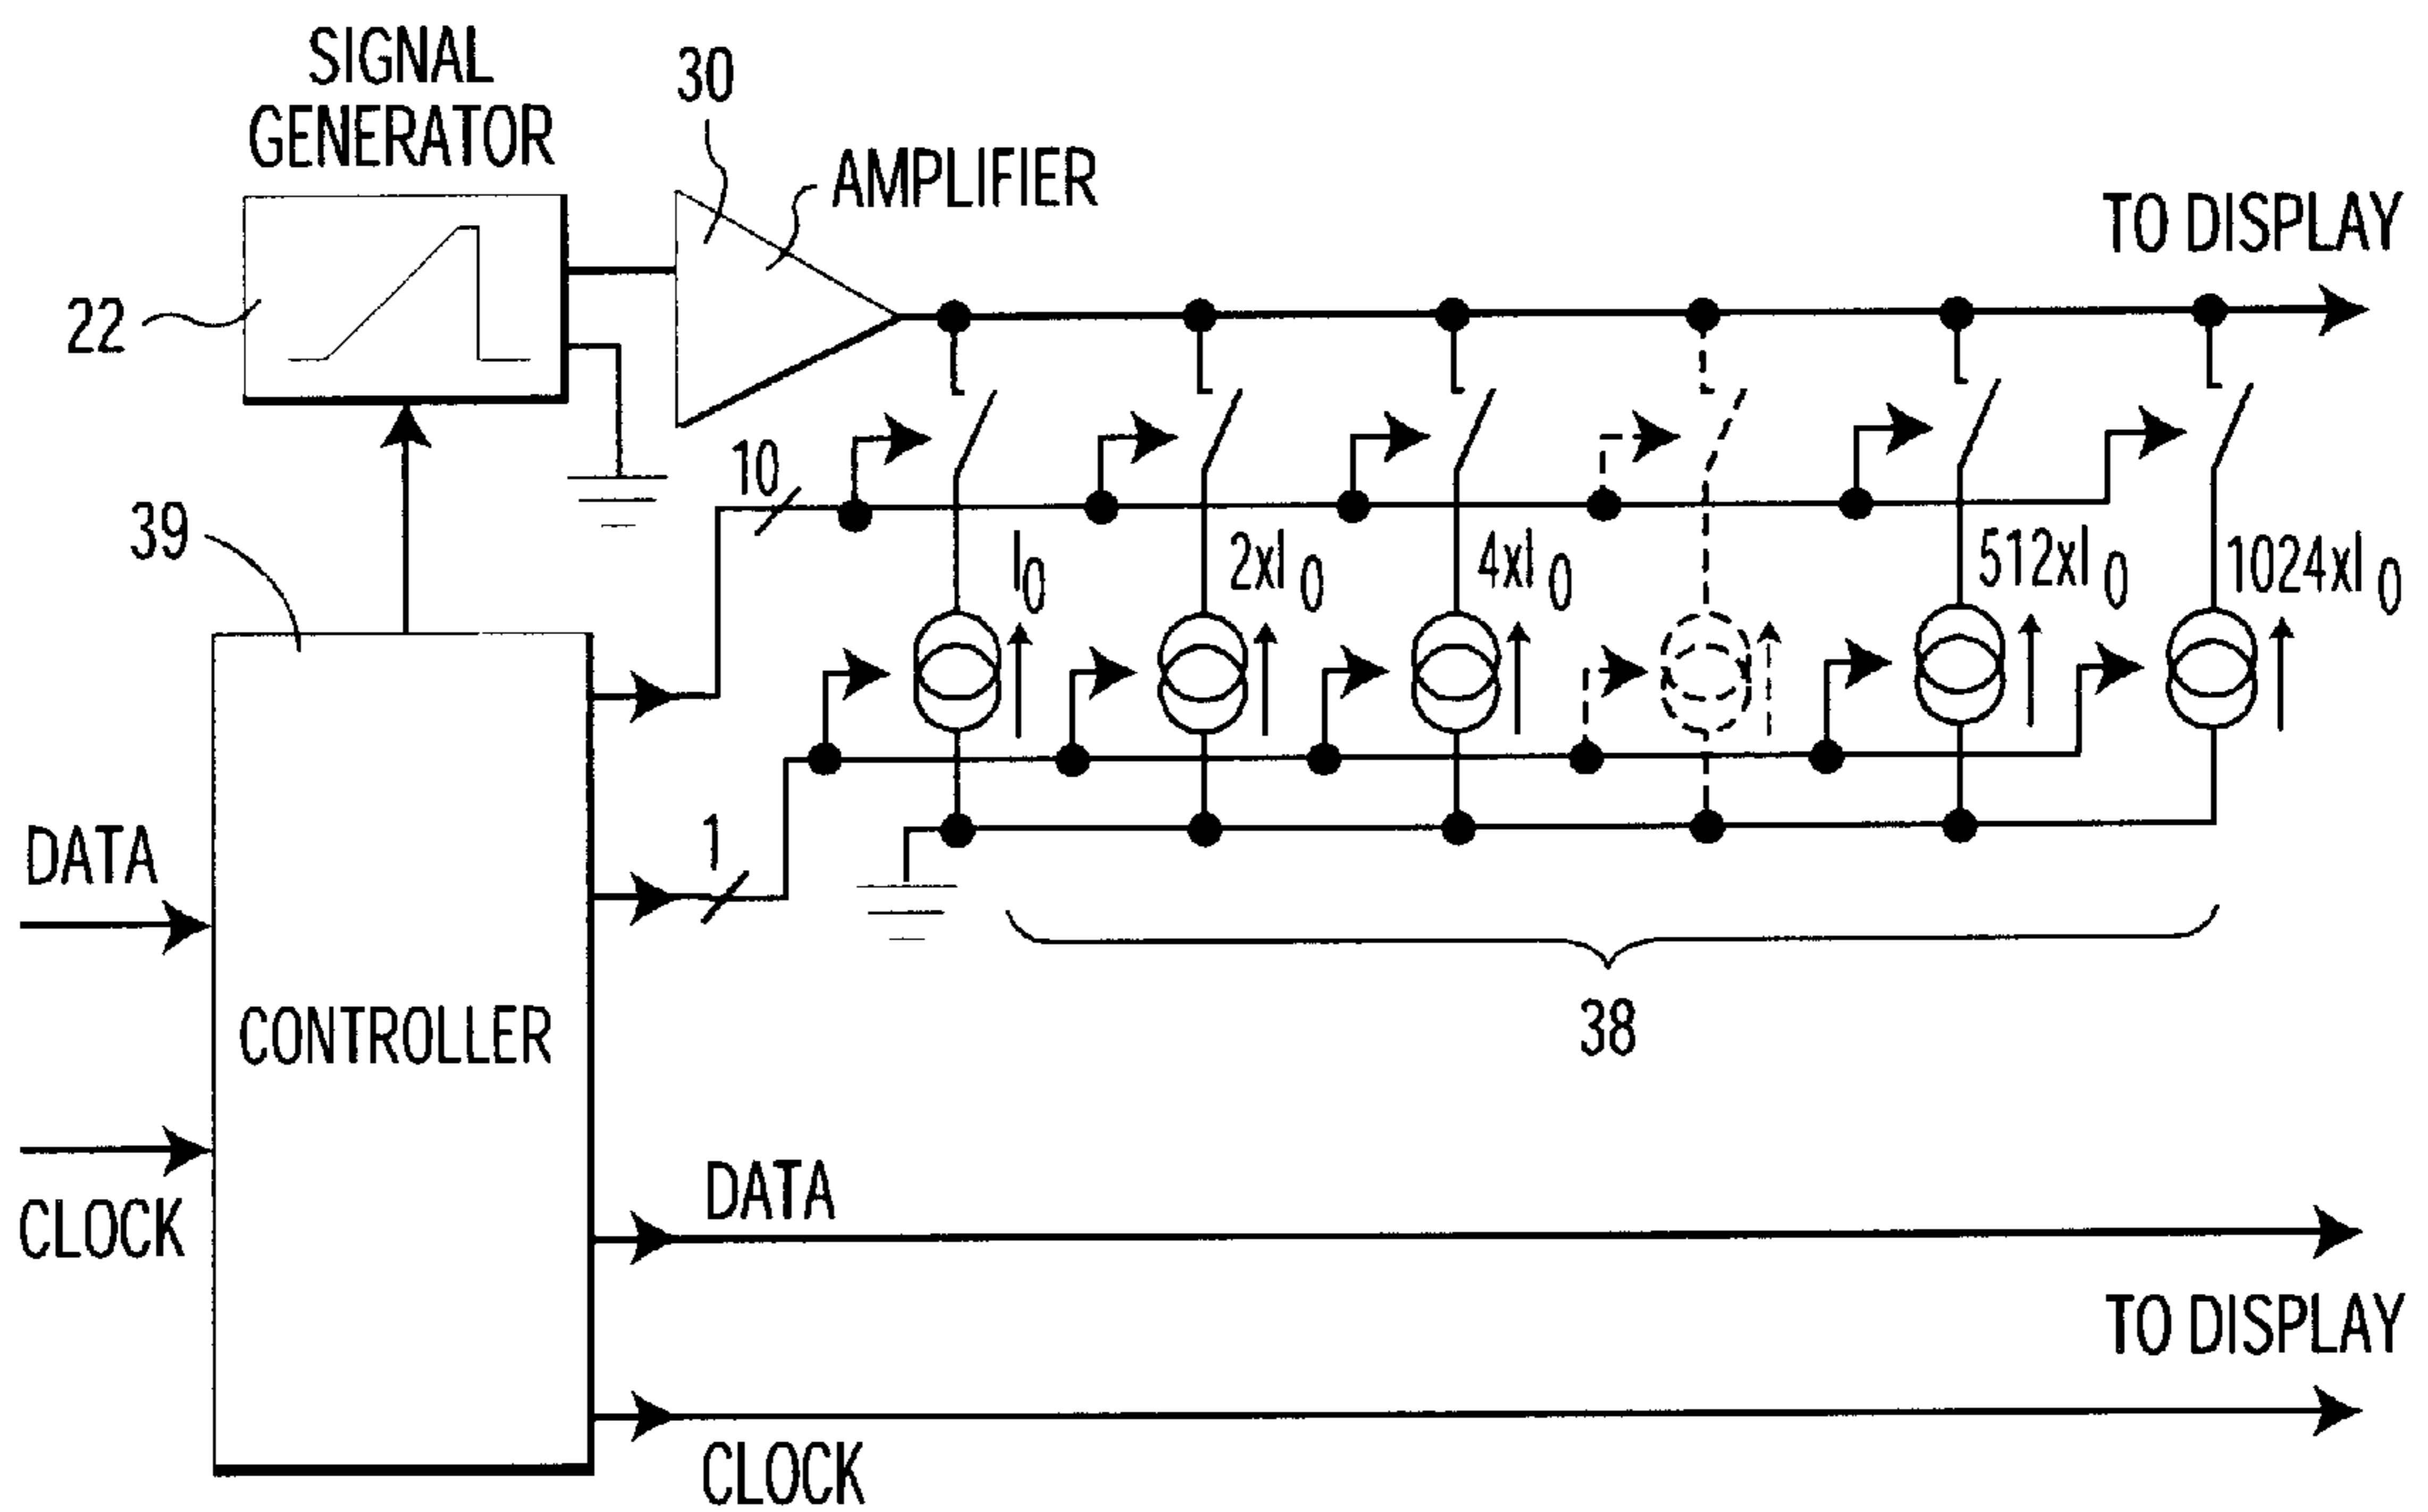 SIGNAL
GENERATOR
30
AMPLIFIER
TO DISPLAY
22
10
39
I0
2xI0
4xI0
512xI0
1024xI0
1
DATA
38
CONTROLLER
DATA
CLOCK
TO DISPLAY
CLOCK